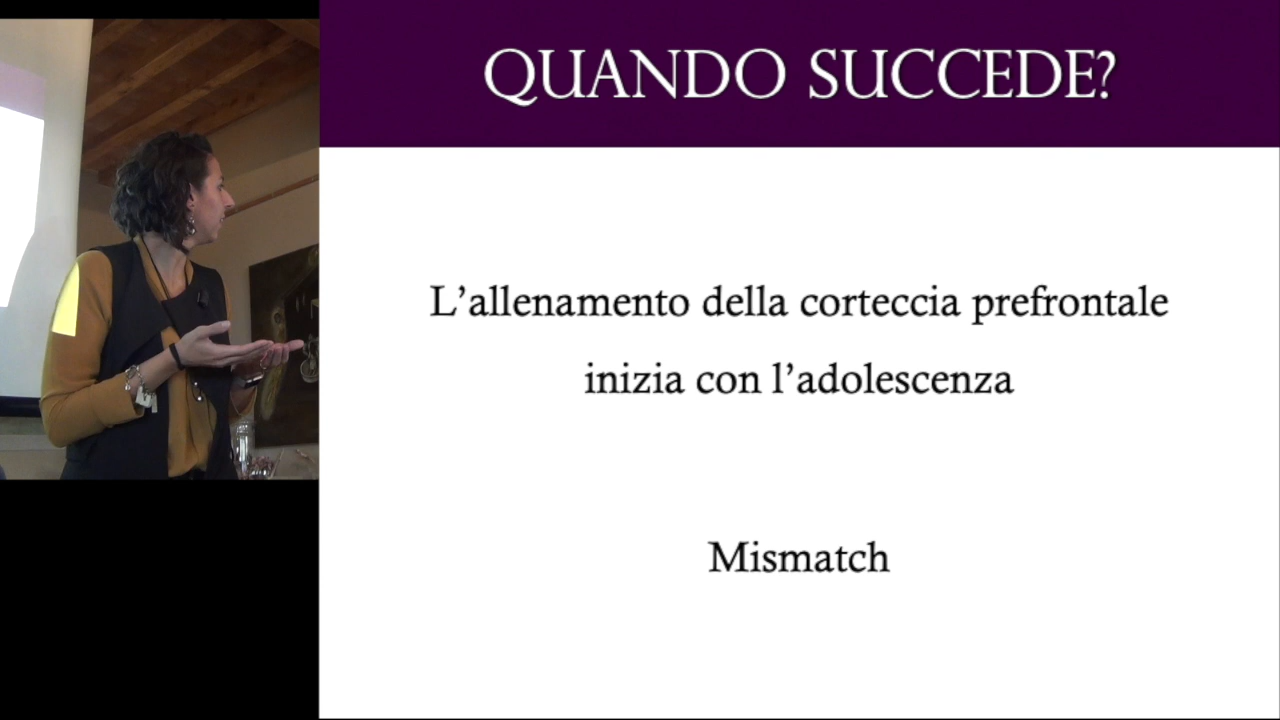 QUANDO SUCCEDE?
L’allenamento della corteccia prefrontale
inizia con l’adolescenza
Mismatch